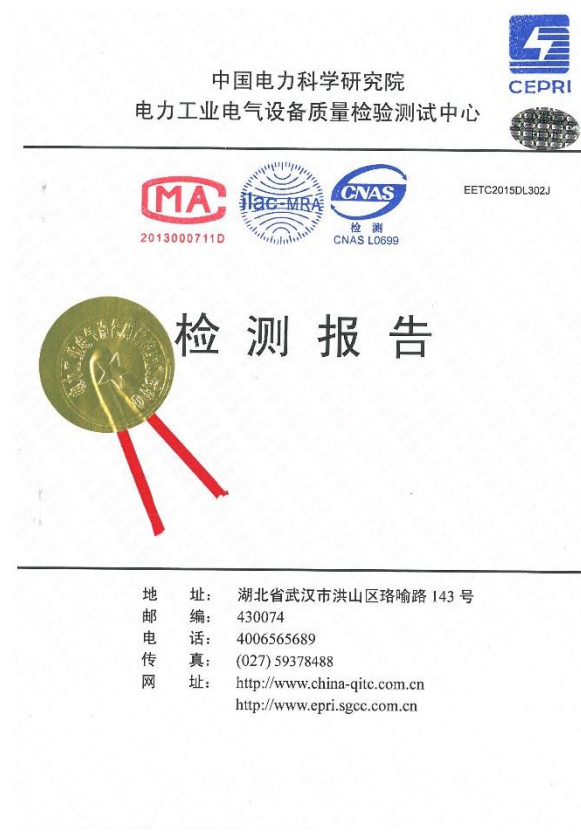 CEPRI
中国电力科学研究院
电力工业电气设备质量检验测试中心
MA
2013000711D
ilac-MRA
CNAS
检 测
CNAS L0699
EETC2015DL302J
检测报告
地 址： 湖北省武汉市洪山区珞喻路 143 号
邮 编： 430074
电 话： 4006565689
传 真： (027) 59378488
网 址： http://www.china-qitc.com.cn
http://www.epri.sgcc.com.cn